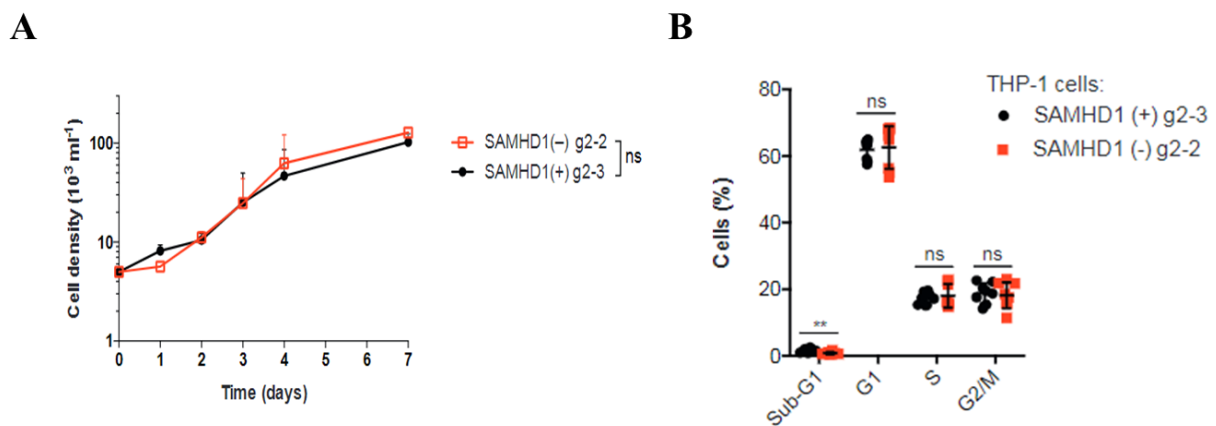 A
B
Cell density (10³ ml⁻¹)
100
10
1
0
1
2
3
4
5
6
7
Time (days)
SAMHD1(–) g2-2
SAMHD1(+) g2-3
ns
Cells (%)
80
60
40
20
0
**
ns
ns
ns
Sub-G1
G1
S
G2/M
THP-1 cells:
SAMHD1 (+) g2-3
SAMHD1 (-) g2-2